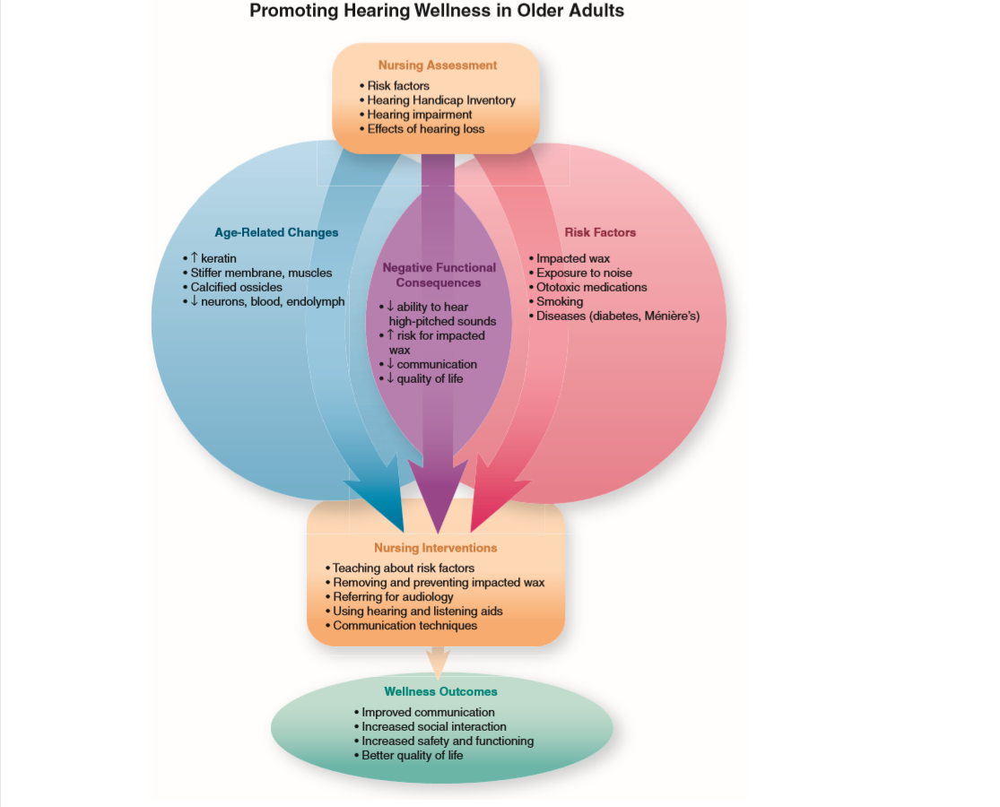 Promoting Hearing Wellness in Older Adults
Nursing Assessment
• Risk factors
• Hearing Handicap Inventory
• Hearing impairment
• Effects of hearing loss
Age-Related Changes
• ↑ keratin
• Stiffer membrane, muscles
• Calcified ossicles
• ↓ neurons, blood, endolymph
Negative Functional
Consequences
• ↓ ability to hear
high-pitched sounds
• ↑ risk for impacted
wax
• ↓ communication
• ↓ quality of life
Risk Factors
• Impacted wax
• Exposure to noise
• Ototoxic medications
• Smoking
• Diseases (diabetes, Ménière's)
Nursing Interventions
• Teaching about risk factors
• Removing and preventing impacted wax
• Referring for audiology
• Using hearing and listening aids
• Communication techniques
Wellness Outcomes
• Improved communication
• Increased social interaction
• Increased safety and functioning
• Better quality of life